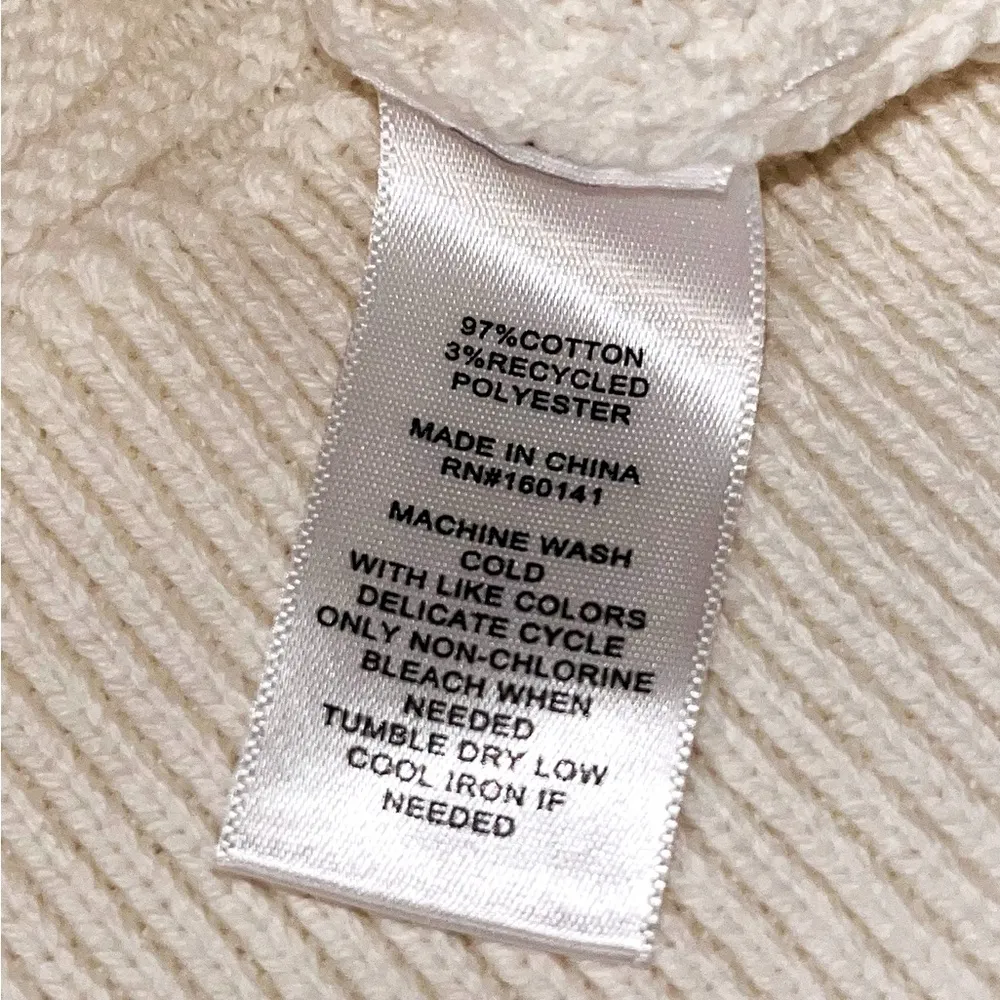 97%COTTON
3%RECYCLED
POLYESTER
MADE IN CHINA
RN#160141
MACHINE WASH
COLD
WITH LIKE COLORS
DELICATE CYCLE
ONLY NON-CHLORINE
BLEACH WHEN
NEEDED
TUMBLE DRY LOW
COOL IRON IF
NEEDED